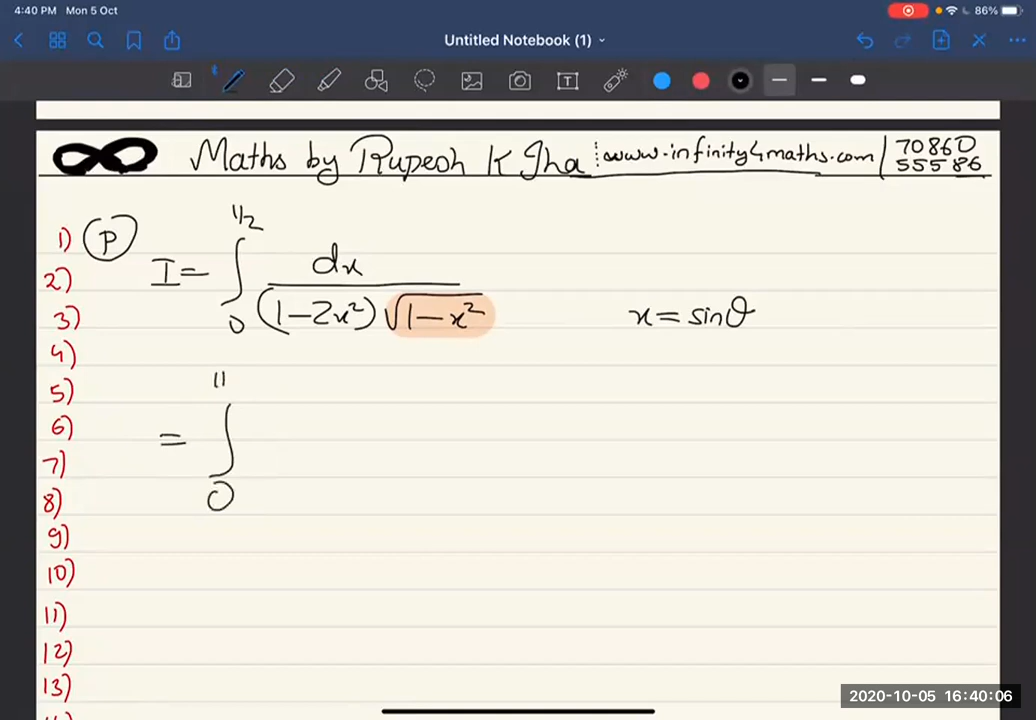 4:40 PM Mon 5 Oct 86%
Untitled Notebook (1)
T
∞ Maths by Rupesh K Jha www.infinity4maths.com 70860 55586
1) P I = ∫₀^{1/2} dx / ((1−2x²)√(1−x²)) x = sinθ
2)
3)
4)
5)
6) = ∫₀^{11}
7)
8)
9)
10)
11)
12)
13)
2020-10-05 16:40:06